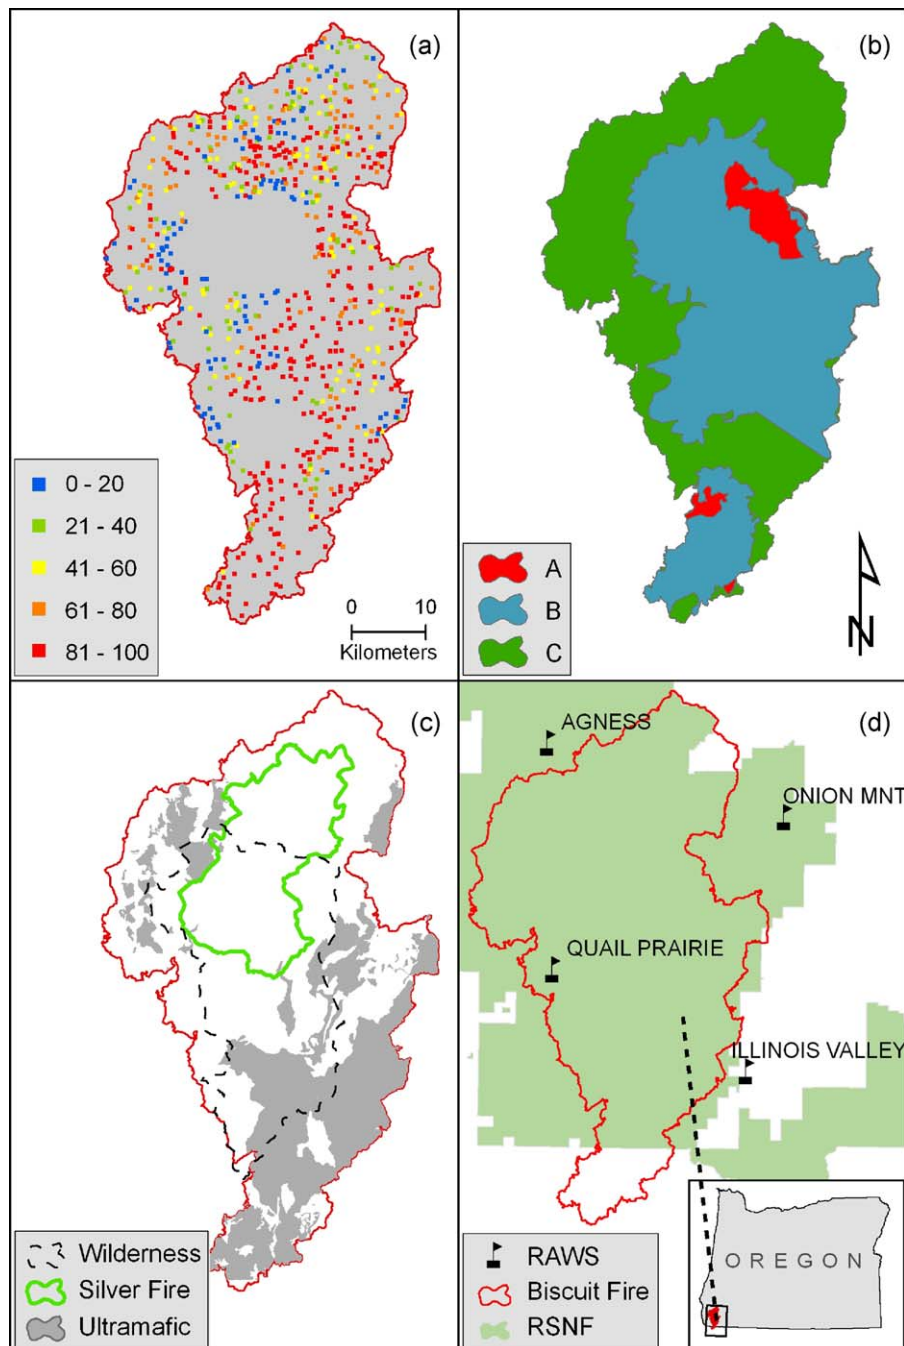 (a)
0 - 20
21 - 40
41 - 60
61 - 80
81 - 100
0 10
Kilometers
(b)
A
B
C
N
(c)
Wilderness
Silver Fire
Ultramafic
(d)
AGNESS
ONION MNT
QUAIL PRAIRIE
ILLINOIS VALLEY
RAWS
Biscuit Fire
RSNF
OREGON